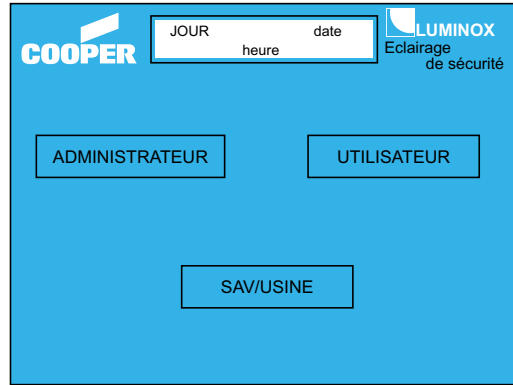 COOPER
JOUR date
heure
LUMINOX
Eclairage
de sécurité
ADMINISTRATEUR
UTILISATEUR
SAV/USINE